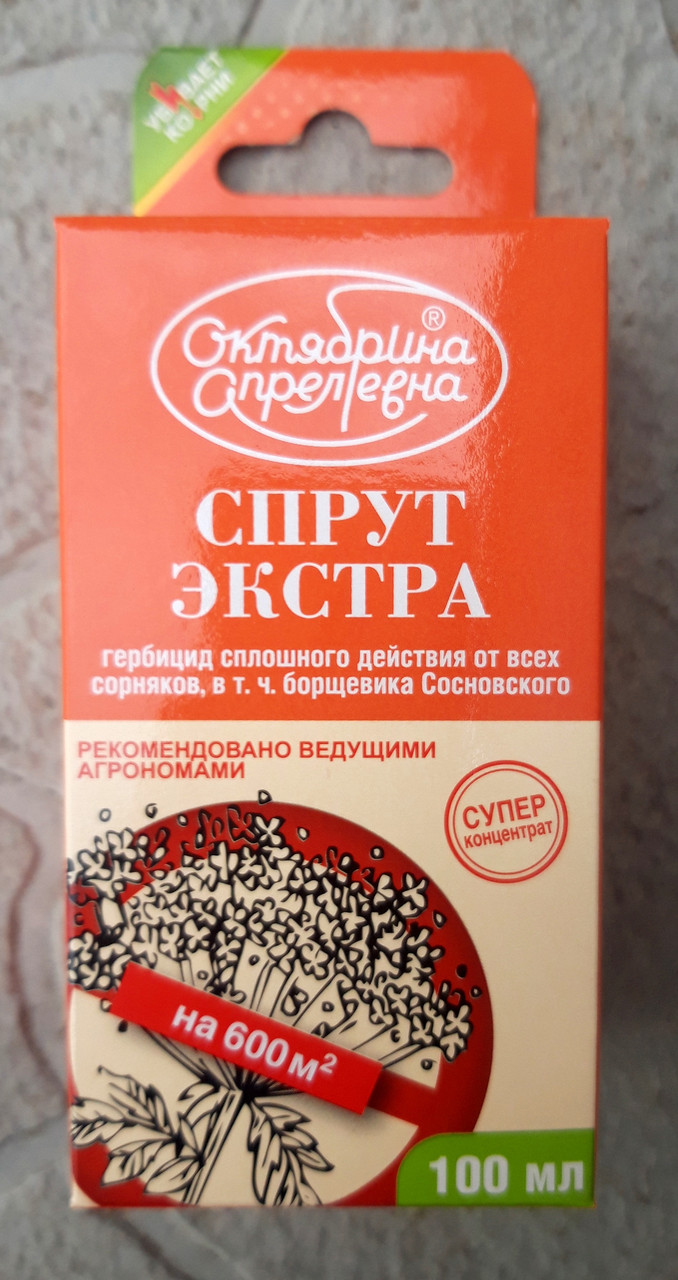 УБИВАЕТ
КОРНИ
Октябрина ®
Апрелевна
СПРУТ
ЭКСТРА
гербицид сплошного действия от всех
сорняков, в т. ч. борщевика Сосновского
РЕКОМЕНДОВАНО ВЕДУЩИМИ
АГРОНОМАМИ
СУПЕР
концентрат
на 600 м²
100 мл